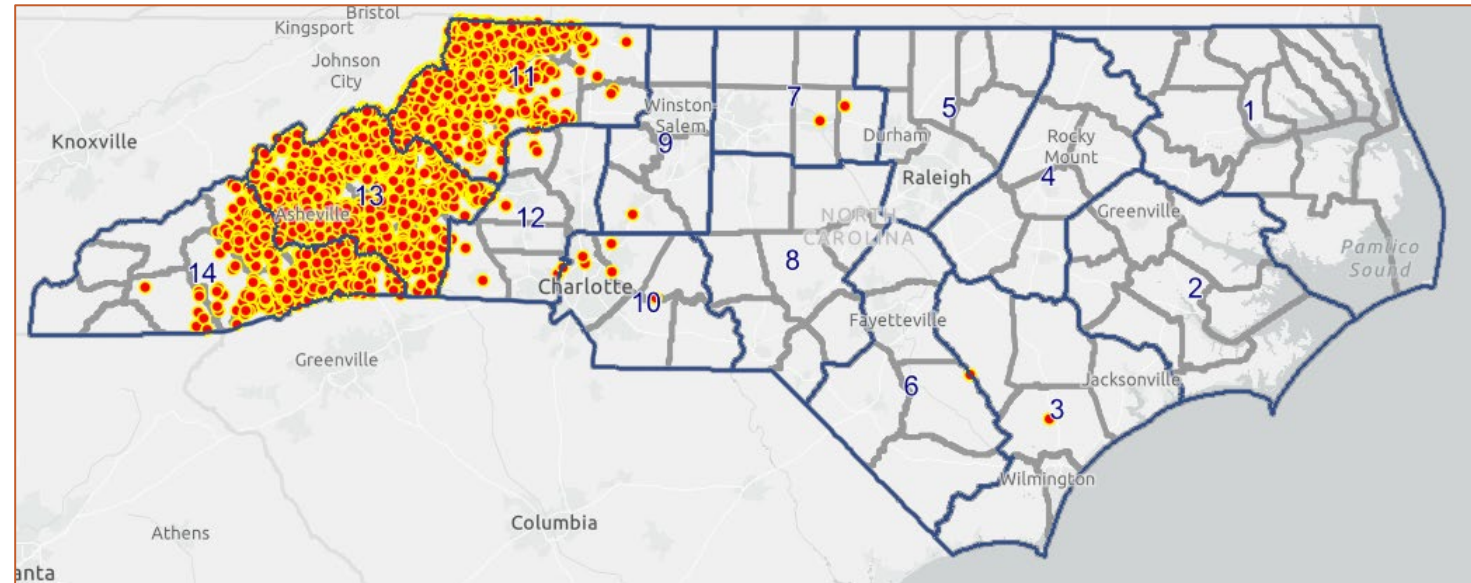 Bristol
Kingsport
Johnson
City
11
Knoxville
Winston-
Salem
7
5
1
Durham
9
Rocky
Mount
13
Asheville
12
Raleigh
4
Greenville
NORTH
CAROLINA
Pamlico
Sound
14
8
2
Charlotte
10
Fayetteville
Greenville
6
Jacksonville
3
Wilmington
Columbia
Athens
anta